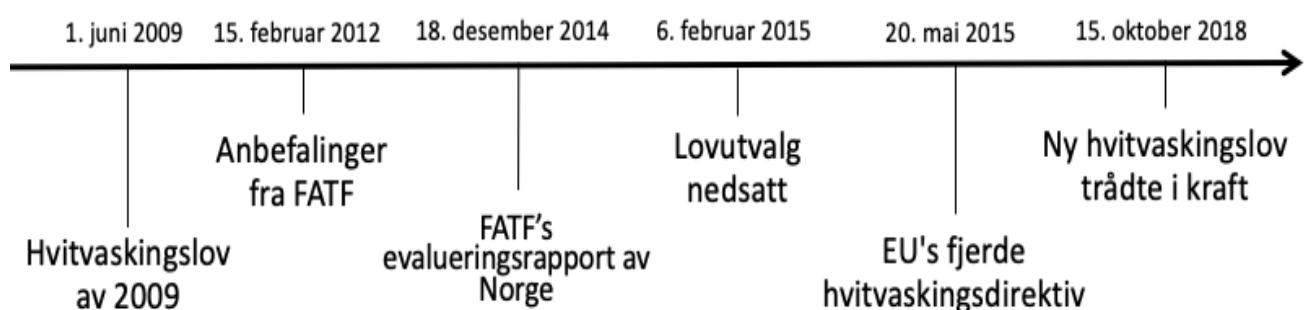 1. juni 2009 15. februar 2012 18. desember 2014 6. februar 2015 20. mai 2015 15. oktober 2018
Hvitvaskingslov
av 2009
Anbefalinger
fra FATF
FATF's
evalueringsrapport av
Norge
Lovutvalg
nedsatt
EU's fjerde
hvitvaskingsdirektiv
Ny hvitvaskingslov
trådte i kraft